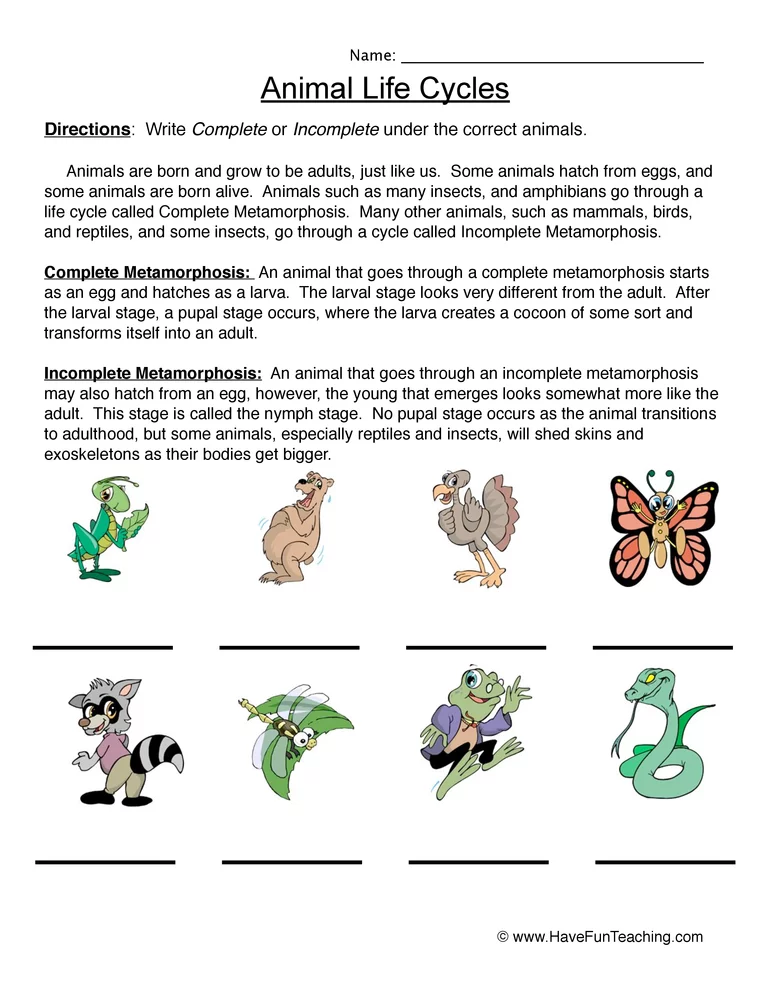 Name:
Animal Life Cycles
Directions: Write Complete or Incomplete under the correct animals.
Animals are born and grow to be adults, just like us. Some animals hatch from eggs, and
some animals are born alive. Animals such as many insects, and amphibians go through a
life cycle called Complete Metamorphosis. Many other animals, such as mammals, birds,
and reptiles, and some insects, go through a cycle called Incomplete Metamorphosis.
Complete Metamorphosis: An animal that goes through a complete metamorphosis starts
as an egg and hatches as a larva. The larval stage looks very different from the adult. After
the larval stage, a pupal stage occurs, where the larva creates a cocoon of some sort and
transforms itself into an adult.
Incomplete Metamorphosis: An animal that goes through an incomplete metamorphosis
may also hatch from an egg, however, the young that emerges looks somewhat more like the
adult. This stage is called the nymph stage. No pupal stage occurs as the animal transitions
to adulthood, but some animals, especially reptiles and insects, will shed skins and
exoskeletons as their bodies get bigger.
© www.HaveFunTeaching.com